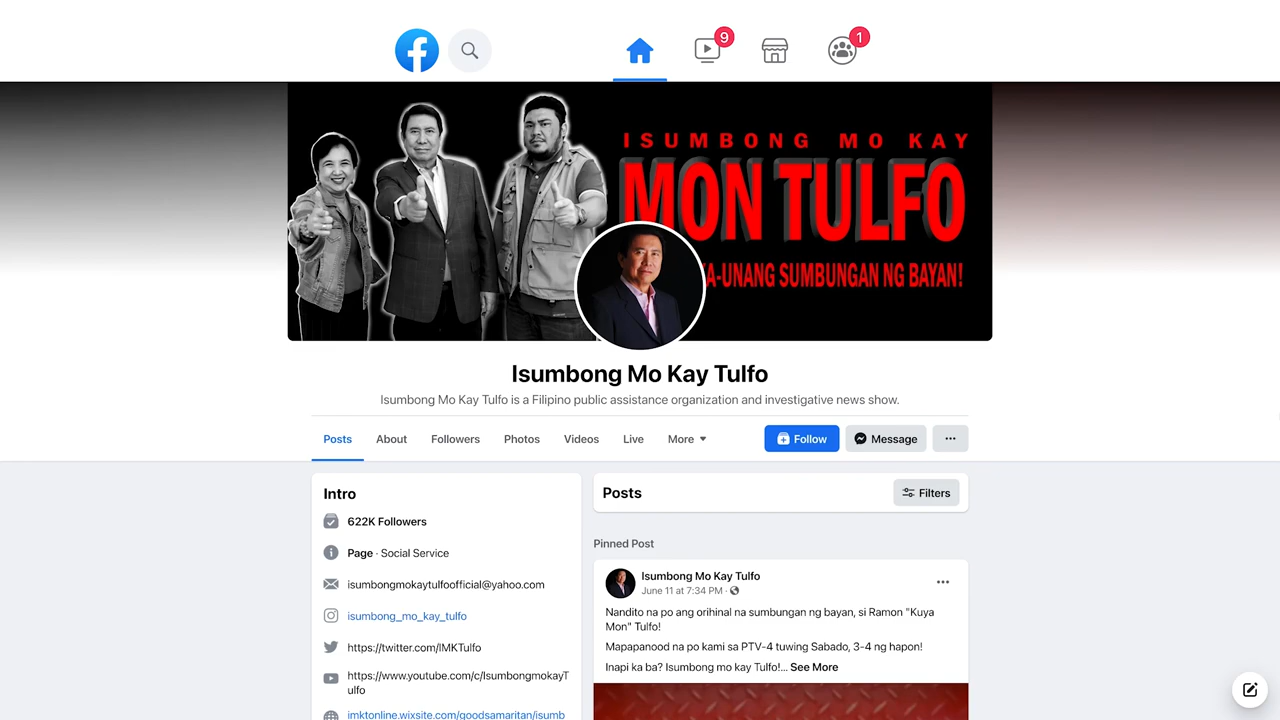 9
1
ISUMBONG MO KAY
MON TULFO
A-UNANG SUMBUNGAN NG BAYAN!
Isumbong Mo Kay Tulfo
Isumbong Mo Kay Tulfo is a Filipino public assistance organization and investigative news show.
Posts About Followers Photos Videos Live More Follow Message ...
Intro
622K Followers
Page · Social Service
isumbongmokaytulfoofficial@yahoo.com
isumbong_mo_kay_tulfo
https://twitter.com/IMKTulfo
https://www.youtube.com/c/IsumbongmokayT
ulfo
imktonline.wixsite.com/goodsamaritan/isumb
Posts
Filters
Pinned Post
Isumbong Mo Kay Tulfo
June 11 at 7:34 PM ·
Nandito na po ang orihinal na sumbungan ng bayan, si Ramon "Kuya
Mon" Tulfo!
Mapapanood na po kami sa PTV-4 tuwing Sabado, 3-4 ng hapon!
Inapi ka ba? Isumbong mo kay Tulfo!... See More